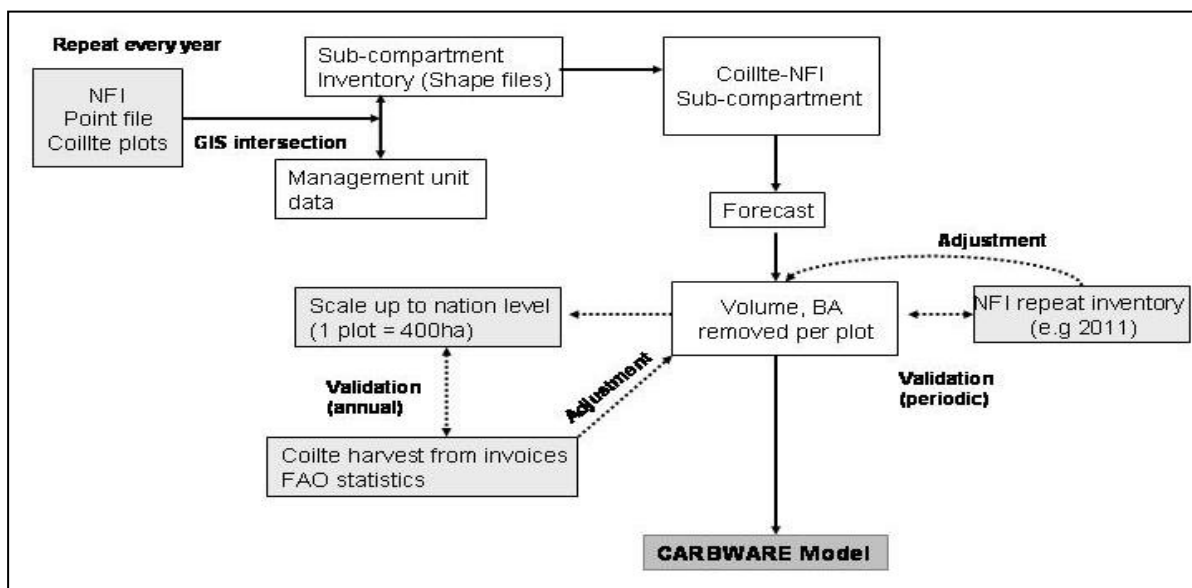 Repeat every year
NFI
Point file
Coillte plots
GIS intersection
Sub-compartment
Inventory (Shape files)
Management unit
data
Coillte-NFI
Sub-compartment
Forecast
Adjustment
Scale up to nation level
(1 plot = 400ha)
Volume, BA
removed per plot
NFI repeat inventory
(e.g 2011)
Validation
(annual)
Adjustment
Validation
(periodic)
Coilte harvest from invoices
FAO statistics
CARBWARE Model